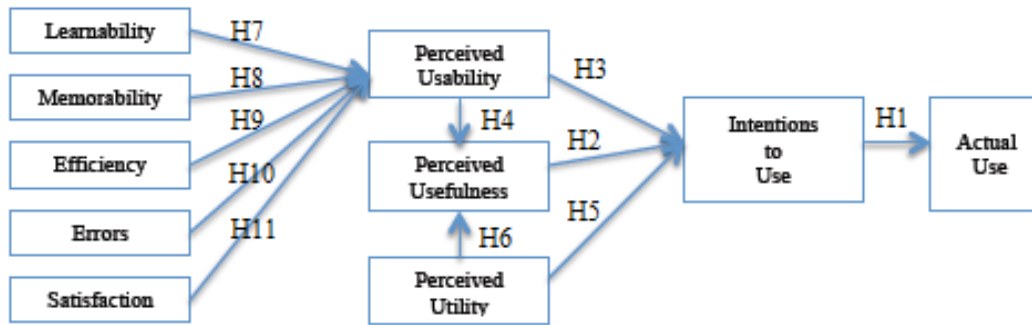 Learnability
H7
Perceived
Usability
H3
Memorability
H8
H9
H4
Intentions
to
Use
H1
Actual
Use
Efficiency
H10
Perceived
Usefulness
H2
Errors
H11
H5
H6
Satisfaction
Perceived
Utility